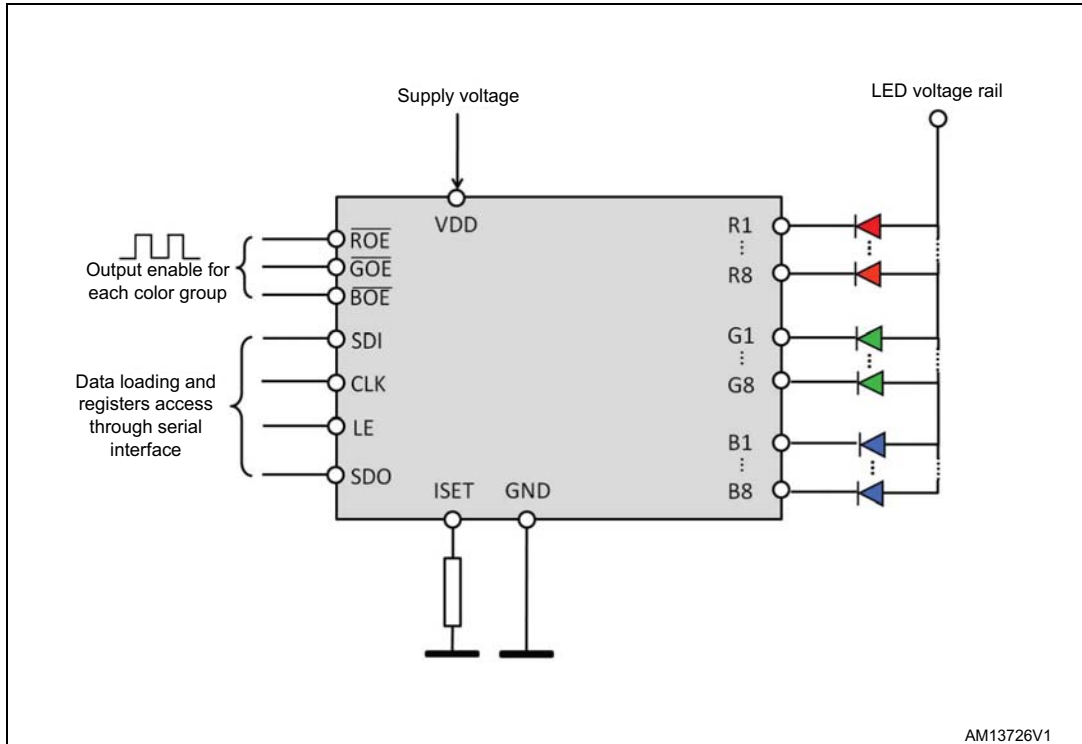 Supply voltage
LED voltage rail
VDD
ROE
GOE
BOE
Output enable for
each color group
SDI
CLK
LE
SDO
Data loading and
registers access
through serial
interface
ISET
GND
R1
R8
G1
G8
B1
B8
AM13726V1